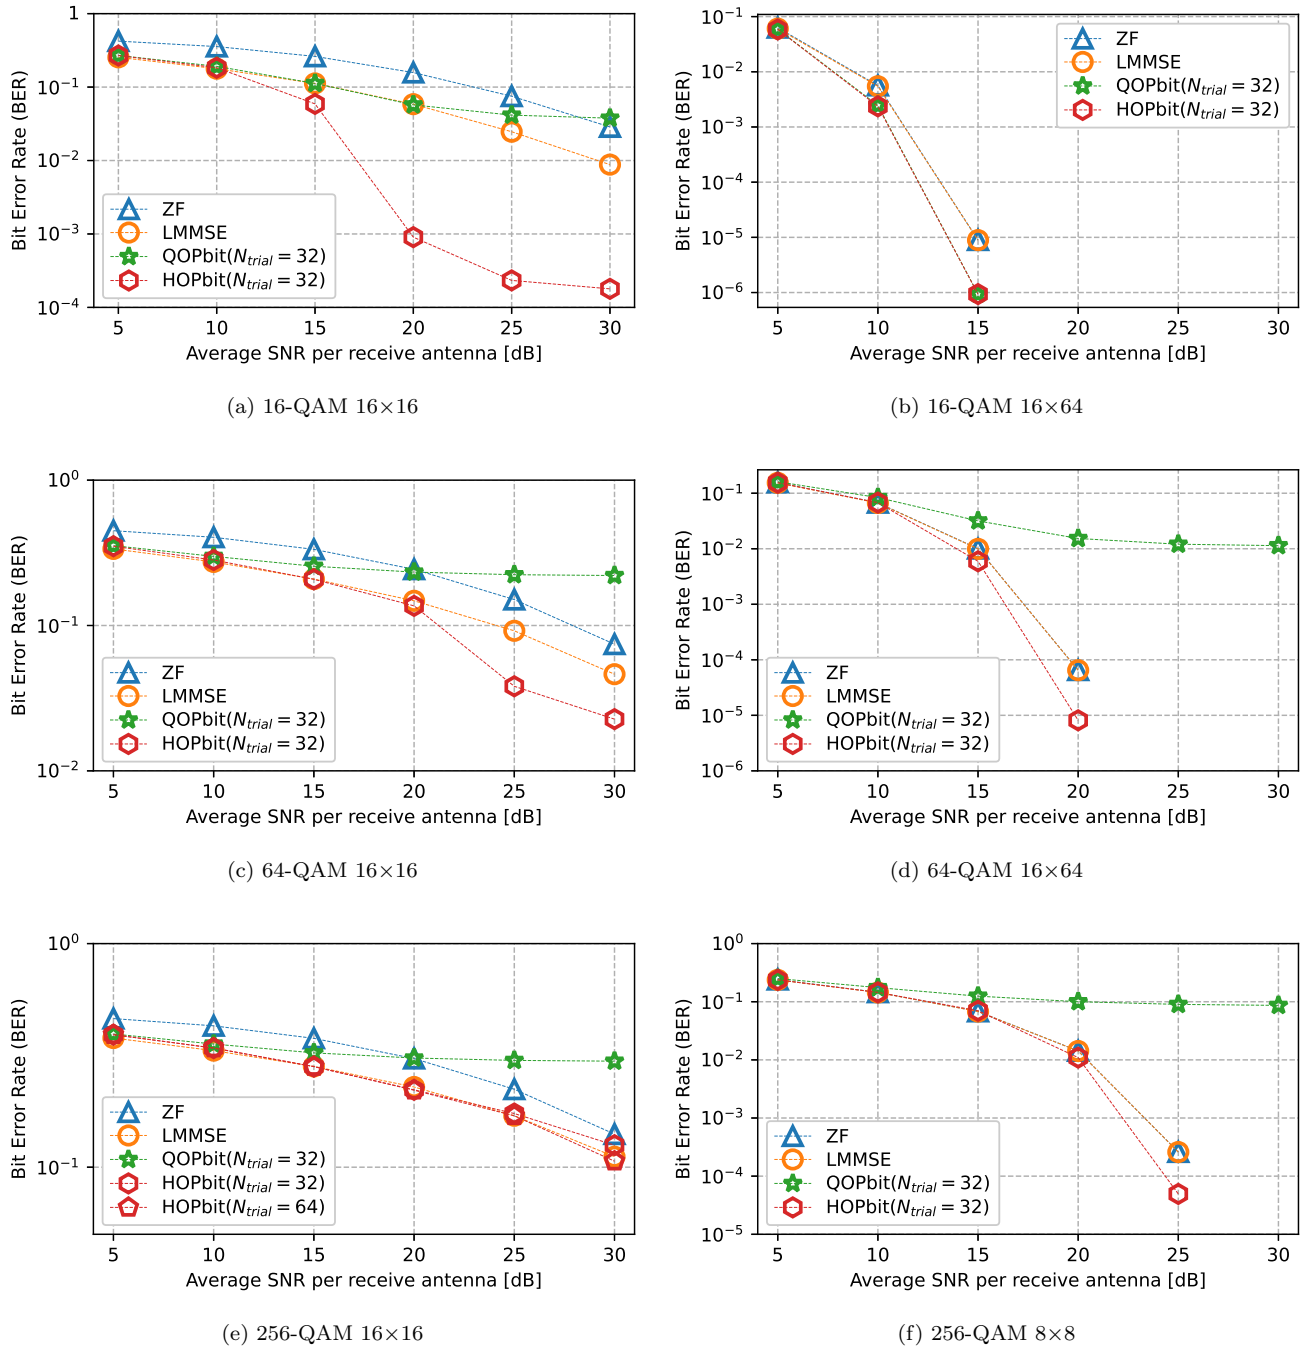 1
10⁻¹
10⁻²
10⁻³
10⁻⁴
Bit Error Rate (BER)
ZF
LMMSE
QOPbit(N_trial = 32)
HOPbit(N_trial = 32)
5 10 15 20 25 30
Average SNR per receive antenna [dB]
(a) 16-QAM 16×16
10⁻¹
10⁻²
10⁻³
10⁻⁴
10⁻⁵
10⁻⁶
Bit Error Rate (BER)
ZF
LMMSE
QOPbit(N_trial = 32)
HOPbit(N_trial = 32)
5 10 15 20 25 30
Average SNR per receive antenna [dB]
(b) 16-QAM 16×64
10⁰
10⁻¹
10⁻²
Bit Error Rate (BER)
ZF
LMMSE
QOPbit(N_trial = 32)
HOPbit(N_trial = 32)
5 10 15 20 25 30
Average SNR per receive antenna [dB]
(c) 64-QAM 16×16
10⁻¹
10⁻²
10⁻³
10⁻⁴
10⁻⁵
10⁻⁶
Bit Error Rate (BER)
ZF
LMMSE
QOPbit(N_trial = 32)
HOPbit(N_trial = 32)
5 10 15 20 25 30
Average SNR per receive antenna [dB]
(d) 64-QAM 16×64
10⁰
10⁻¹
Bit Error Rate (BER)
ZF
LMMSE
QOPbit(N_trial = 32)
HOPbit(N_trial = 32)
HOPbit(N_trial = 64)
5 10 15 20 25 30
Average SNR per receive antenna [dB]
(e) 256-QAM 16×16
10⁰
10⁻¹
10⁻²
10⁻³
10⁻⁴
10⁻⁵
Bit Error Rate (BER)
ZF
LMMSE
QOPbit(N_trial = 32)
HOPbit(N_trial = 32)
5 10 15 20 25 30
Average SNR per receive antenna [dB]
(f) 256-QAM 8×8